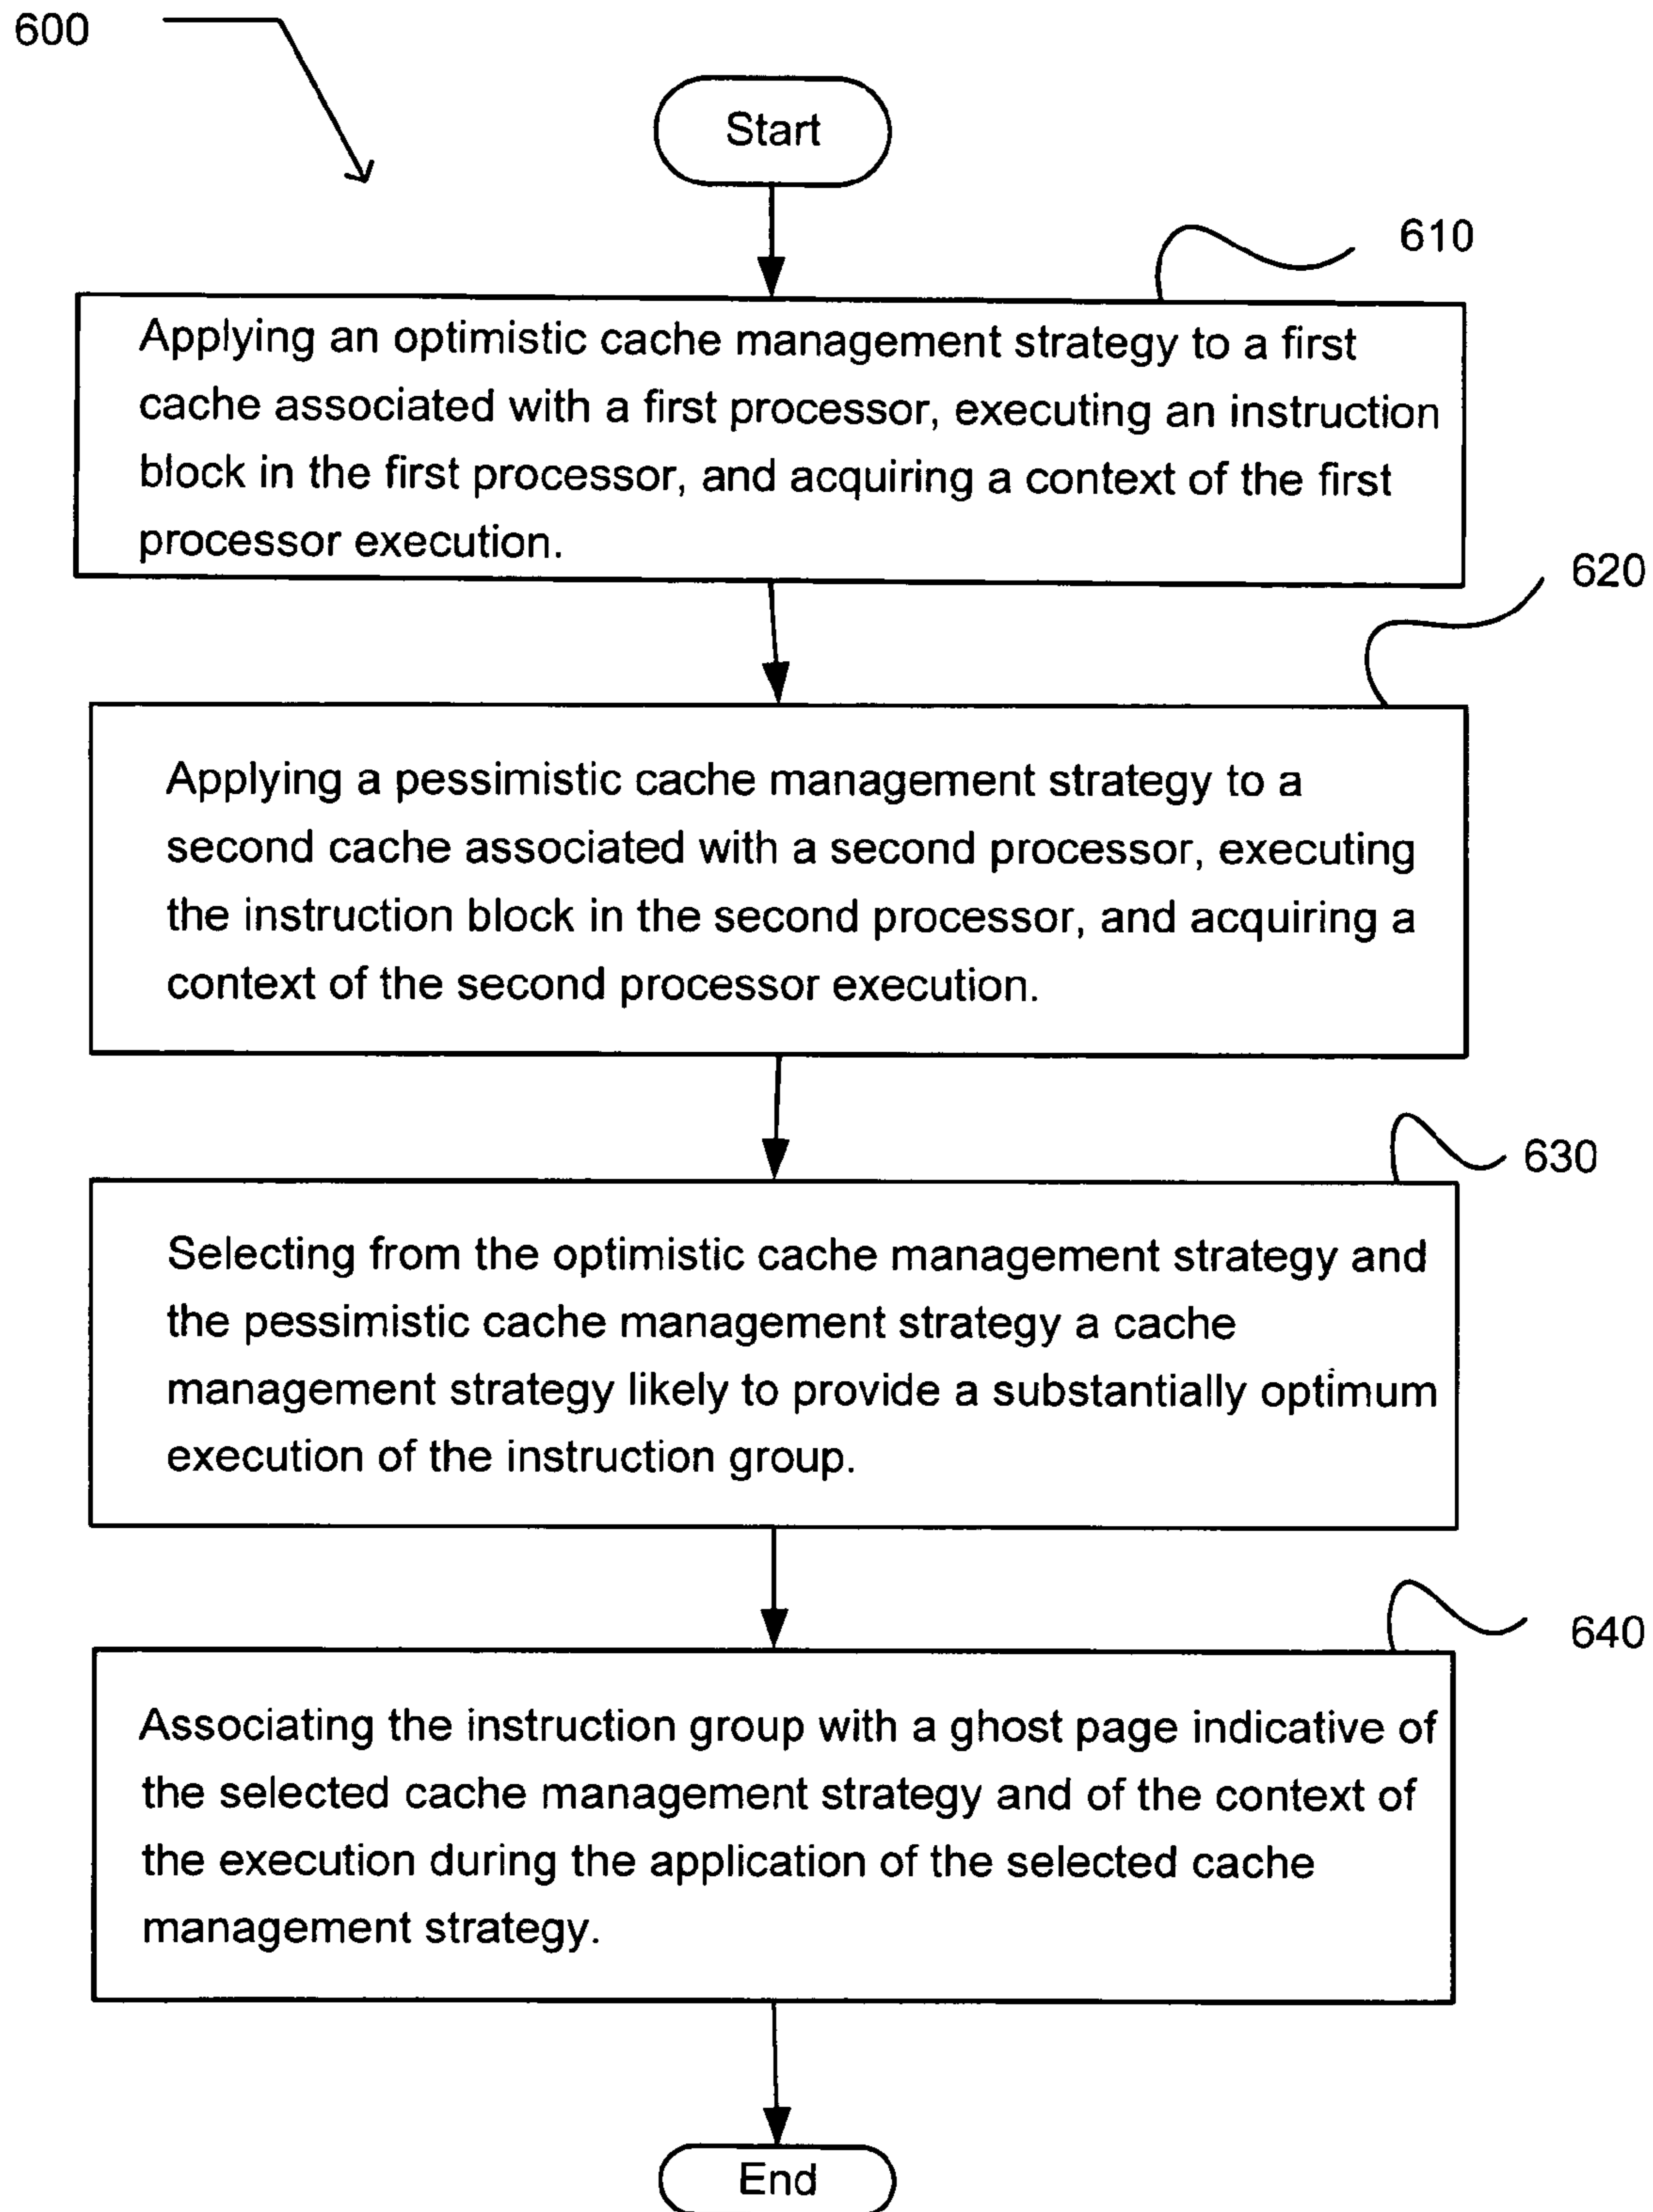 600
Start
610
Applying an optimistic cache management strategy to a first
cache associated with a first processor, executing an instruction
block in the first processor, and acquiring a context of the first
processor execution.
620
Applying a pessimistic cache management strategy to a
second cache associated with a second processor, executing
the instruction block in the second processor, and acquiring a
context of the second processor execution.
630
Selecting from the optimistic cache management strategy and
the pessimistic cache management strategy a cache
management strategy likely to provide a substantially optimum
execution of the instruction group.
640
Associating the instruction group with a ghost page indicative of
the selected cache management strategy and of the context of
the execution during the application of the selected cache
management strategy.
End